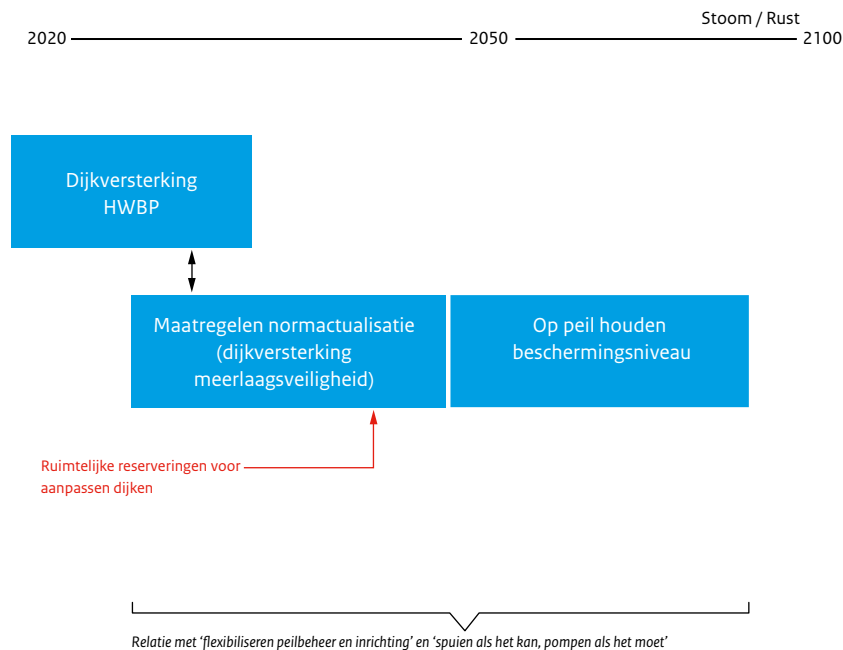 Stoom / Rust
2020 2050 2100
Dijkversterking
HWBP
Maatregelen normactualisatie
(dijkversterking
meerlaagsveiligheid)
Op peil houden
beschermingsniveau
Ruimtelijke reserveringen voor
aanpassen dijken
Relatie met ‘flexibiliseren peilbeheer en inrichting’ en ‘spuien als het kan, pompen als het moet’